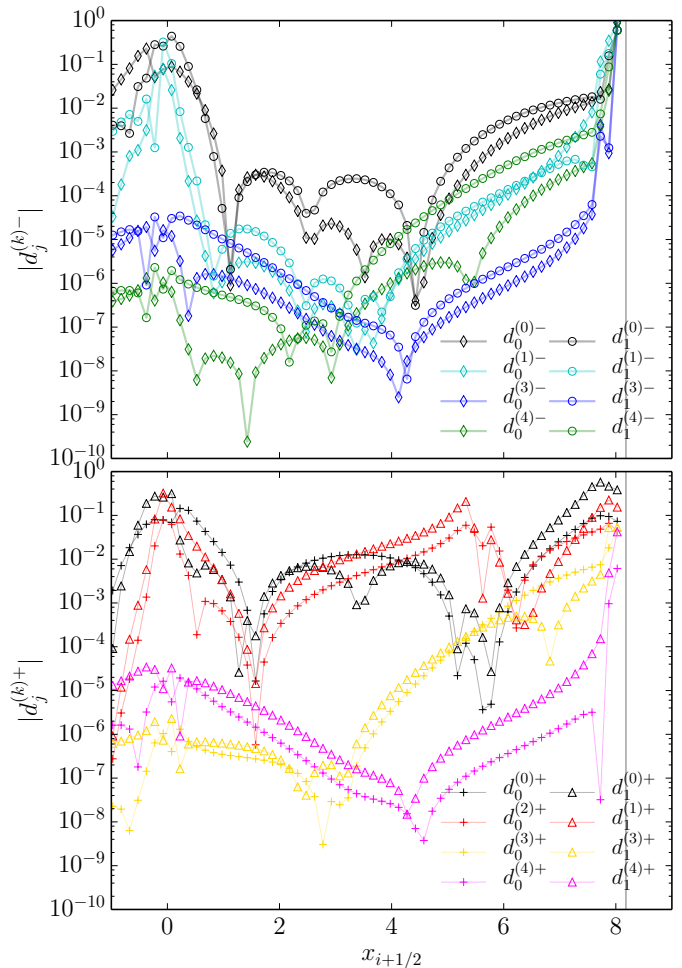 10^0
10^{-1}
10^{-2}
10^{-3}
10^{-4}
10^{-5}
10^{-6}
10^{-7}
10^{-8}
10^{-9}
10^{-10}
|d_j^{(k)-}|
d_0^{(0)-} d_1^{(0)-}
d_0^{(1)-} d_1^{(1)-}
d_0^{(3)-} d_1^{(3)-}
d_0^{(4)-} d_1^{(4)-}
10^0
10^{-1}
10^{-2}
10^{-3}
10^{-4}
10^{-5}
10^{-6}
10^{-7}
10^{-8}
10^{-9}
10^{-10}
|d_j^{(k)+}|
d_0^{(0)+} d_1^{(0)+}
d_0^{(2)+} d_1^{(1)+}
d_0^{(3)+} d_1^{(3)+}
d_0^{(4)+} d_1^{(4)+}
0 2 4 6 8
x_{i+1/2}